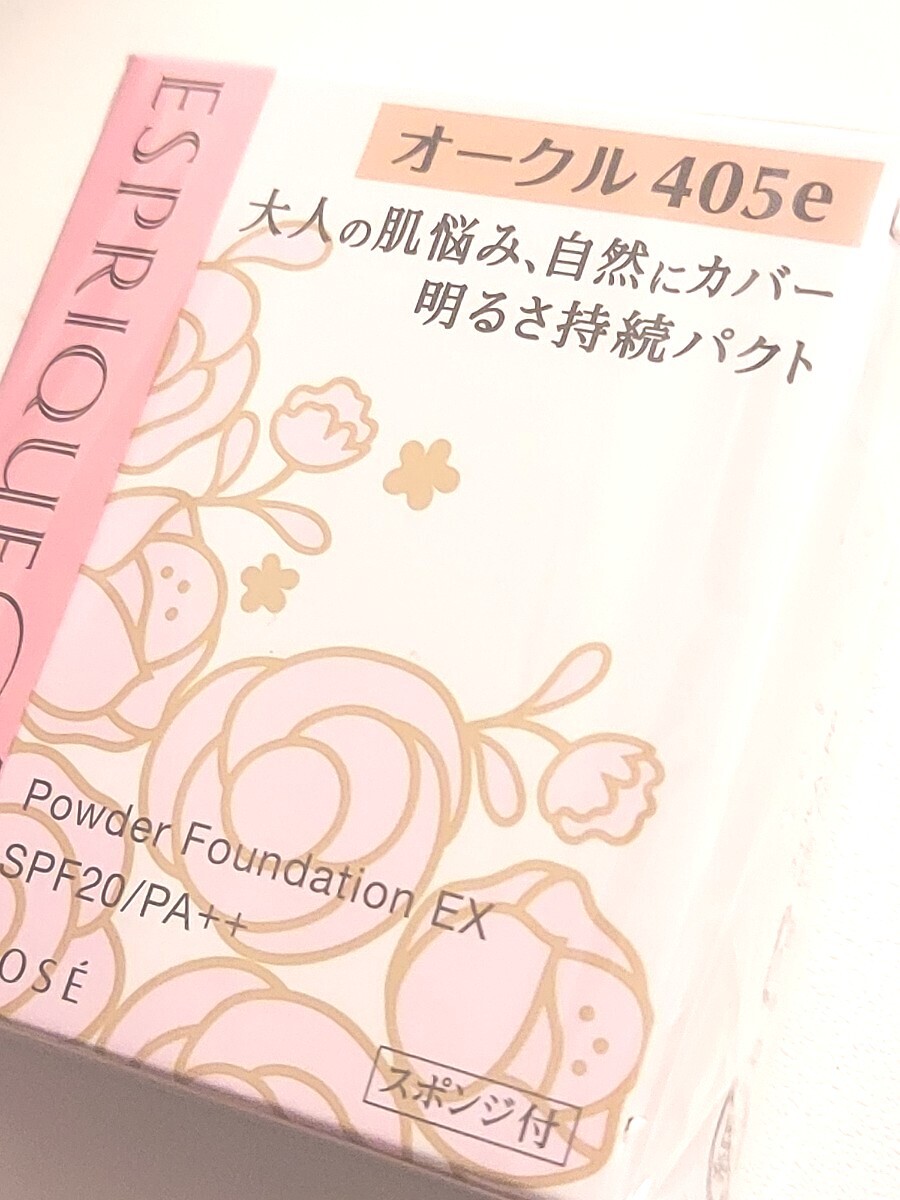 ESPRIQUE
オークル 405e
大人の肌悩み、自然にカバー
明るさ持続パクト
Powder Foundation EX
SPF20/PA++
OSÉ
スポンジ付